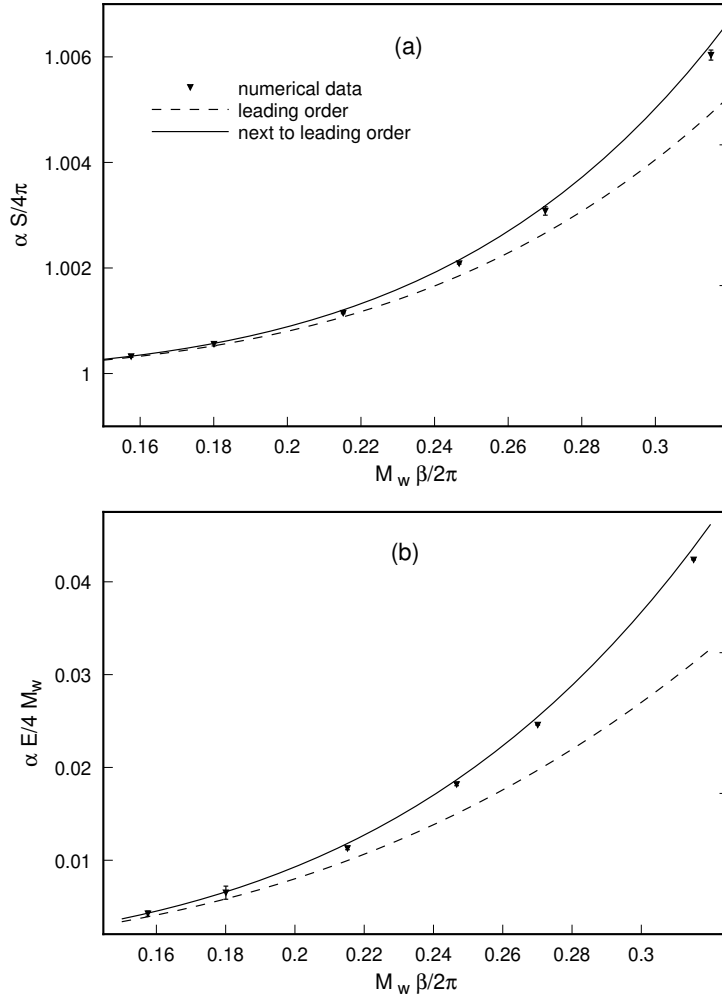 (a)
1.006
1.004
1.002
1
α S/4π
numerical data
leading order
next to leading order
0.16 0.18 0.2 0.22 0.24 0.26 0.28 0.3
M w β/2π
(b)
0.04
0.03
0.02
0.01
α E/4 M w
0.16 0.18 0.2 0.22 0.24 0.26 0.28 0.3
M w β/2π